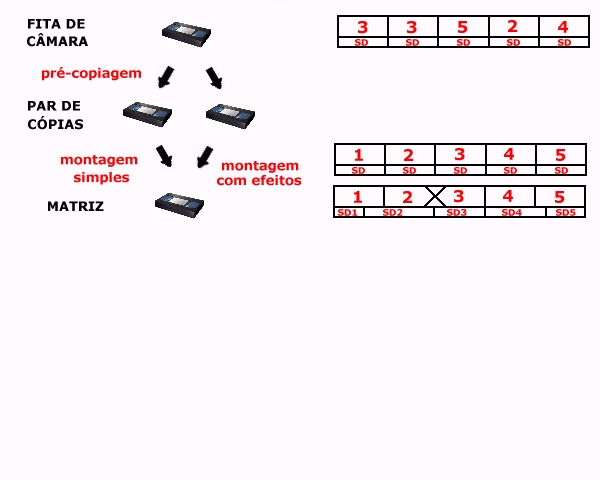 FITA DE
CÂMARA
3 3 5 2 4
SD SD SD SD SD
pré-copiagem
PAR DE
CÓPIAS
montagem
simples
montagem
com efeitos
MATRIZ
1 2 3 4 5
SD SD SD SD SD
1 2 3 4 5
SD1 SD2 SD3 SD4 SD5